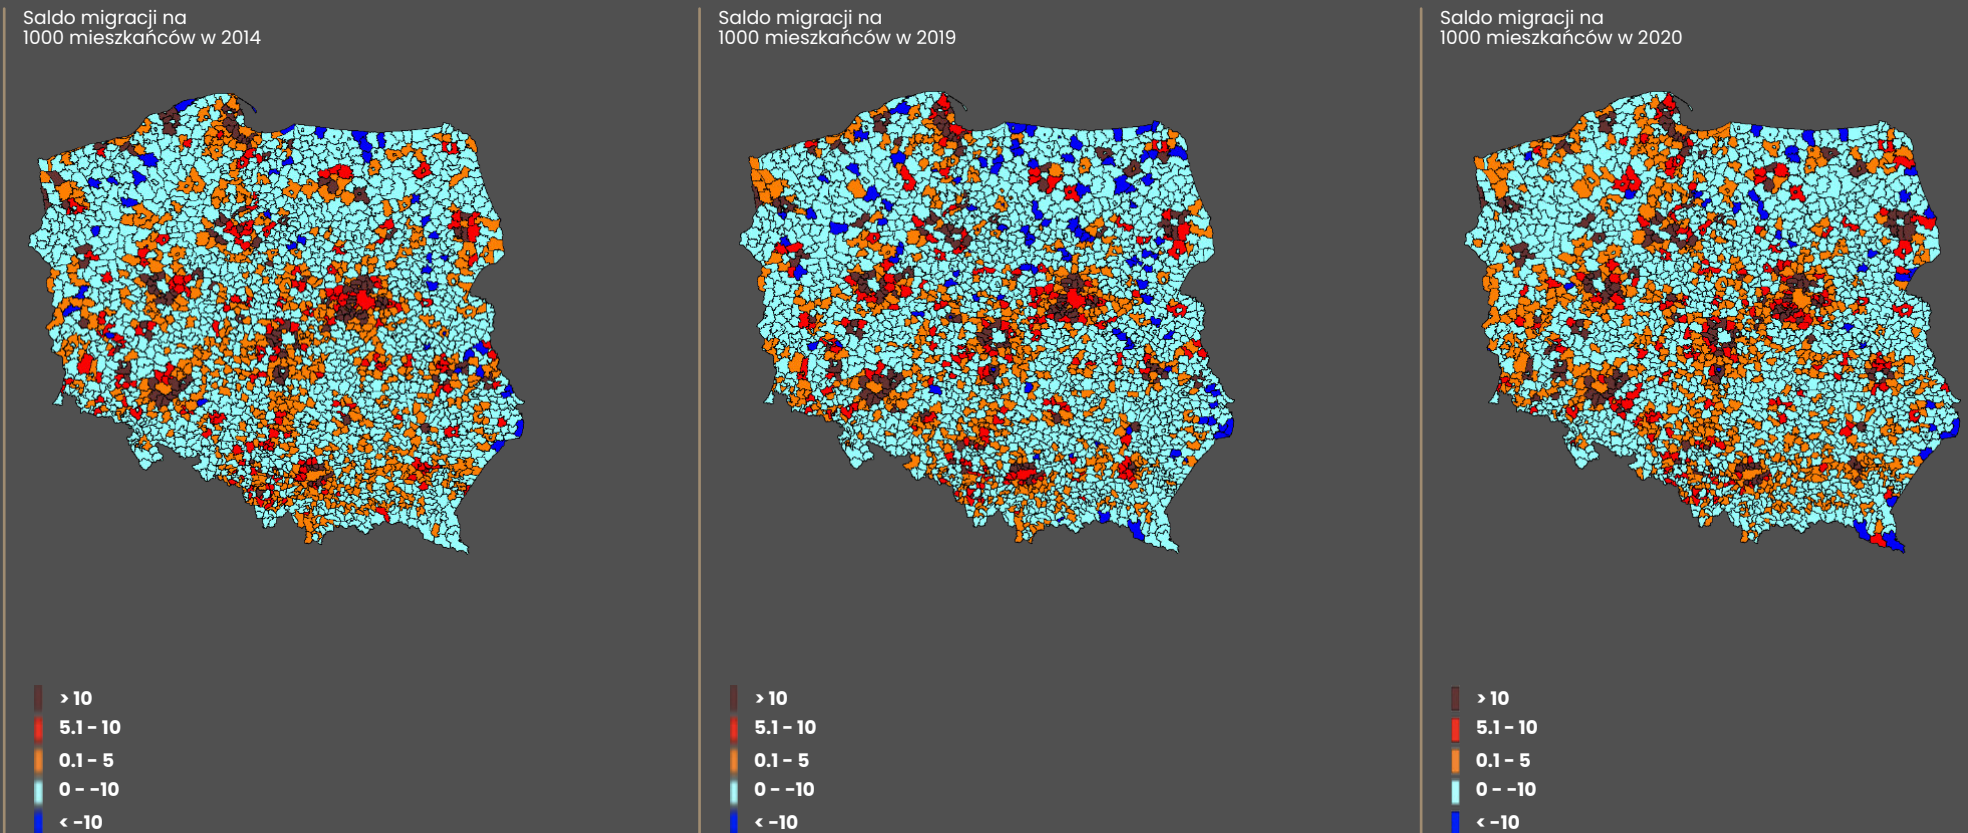 Saldo migracji na
1000 mieszkańców w 2014
> 10
5.1 - 10
0.1 - 5
0 - -10
< -10
Saldo migracji na
1000 mieszkańców w 2019
> 10
5.1 - 10
0.1 - 5
0 - -10
< -10
Saldo migracji na
1000 mieszkańców w 2020
> 10
5.1 - 10
0.1 - 5
0 - -10
< -10